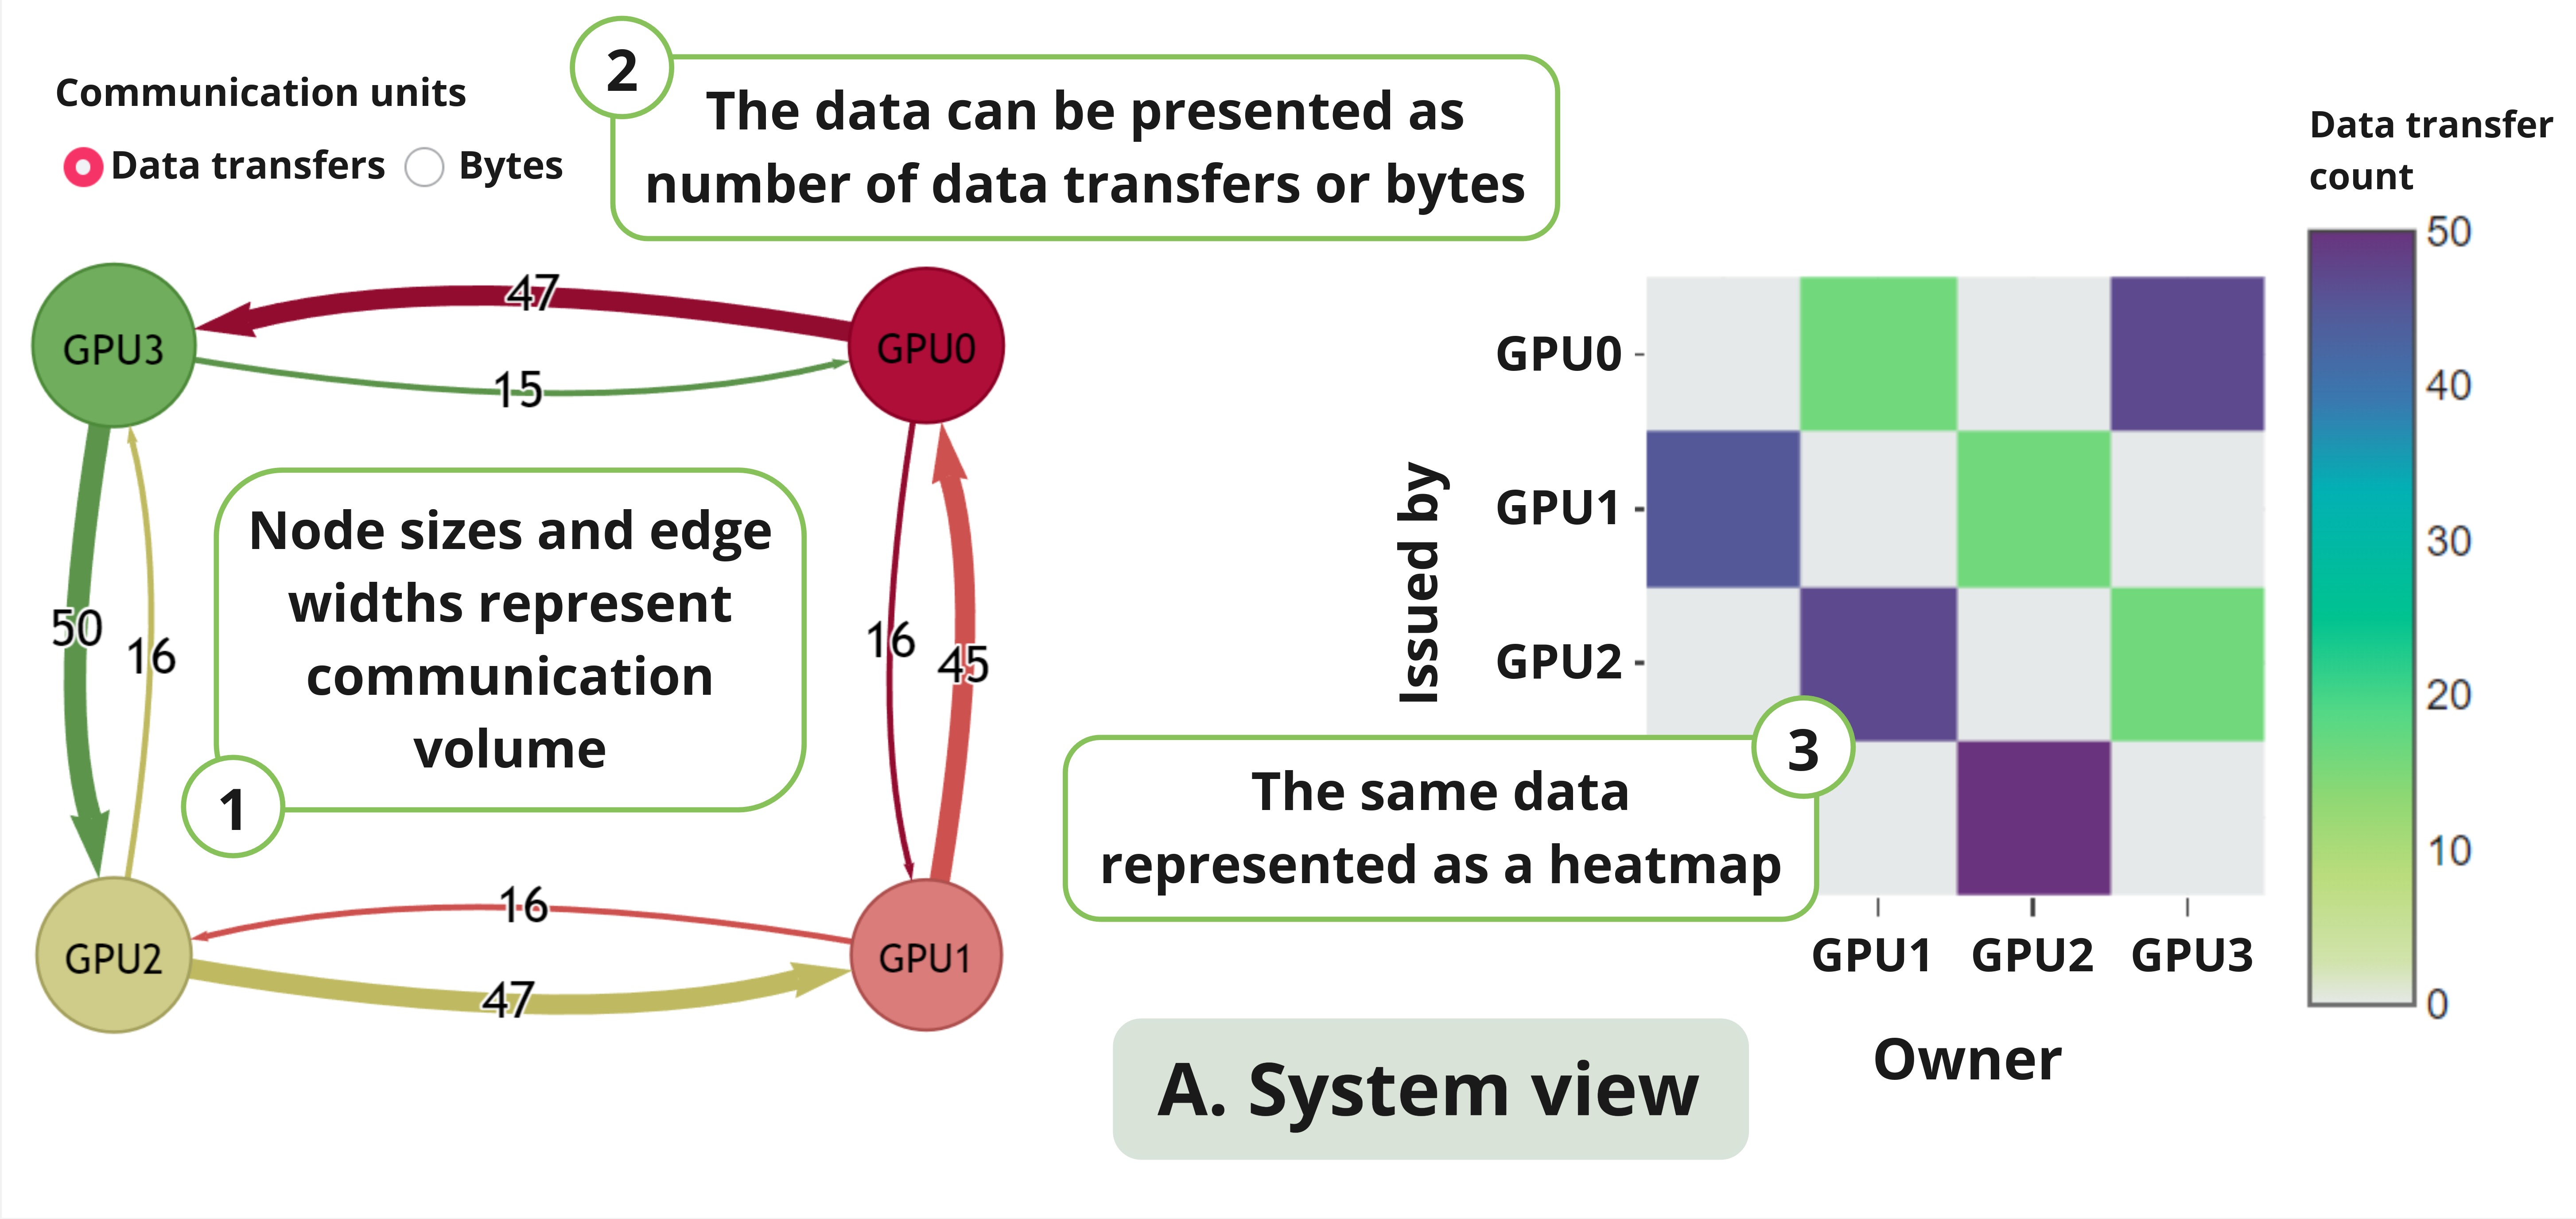 Communication units
Data transfers
Bytes
2
The data can be presented as
number of data transfers or bytes
GPU3
GPU0
GPU2
GPU1
47
15
50
16
16
45
16
47
Node sizes and edge
widths represent
communication
volume
1
Issued by
GPU0
GPU1
GPU2
3
The same data
represented as a heatmap
GPU1
GPU2
GPU3
Owner
Data transfer
count
50
40
30
20
10
0
A. System view